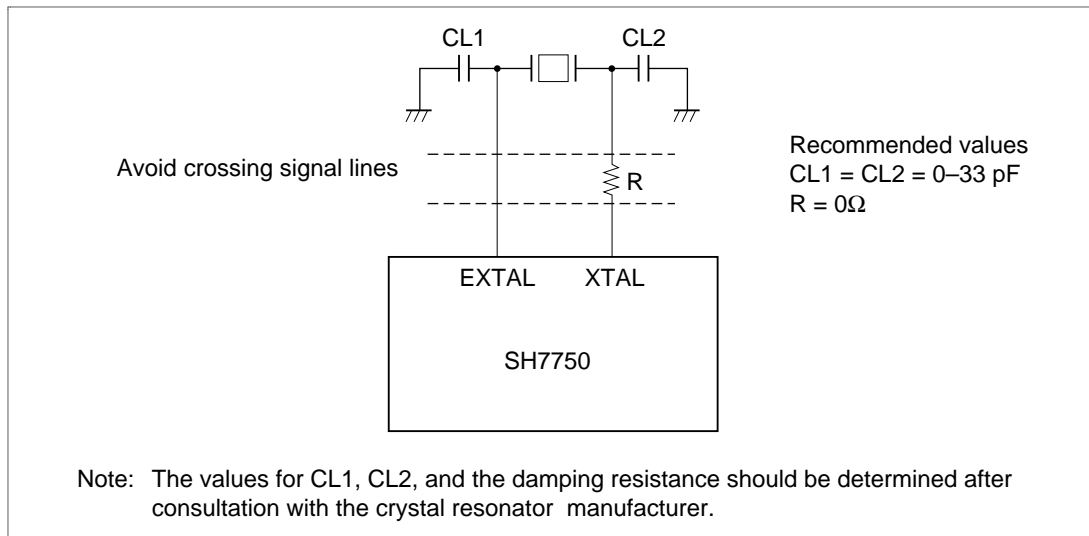 CL1 CL2
Avoid crossing signal lines
R
Recommended values
CL1 = CL2 = 0–33 pF
R = 0Ω
EXTAL XTAL
SH7750
Note: The values for CL1, CL2, and the damping resistance should be determined after
consultation with the crystal resonator manufacturer.